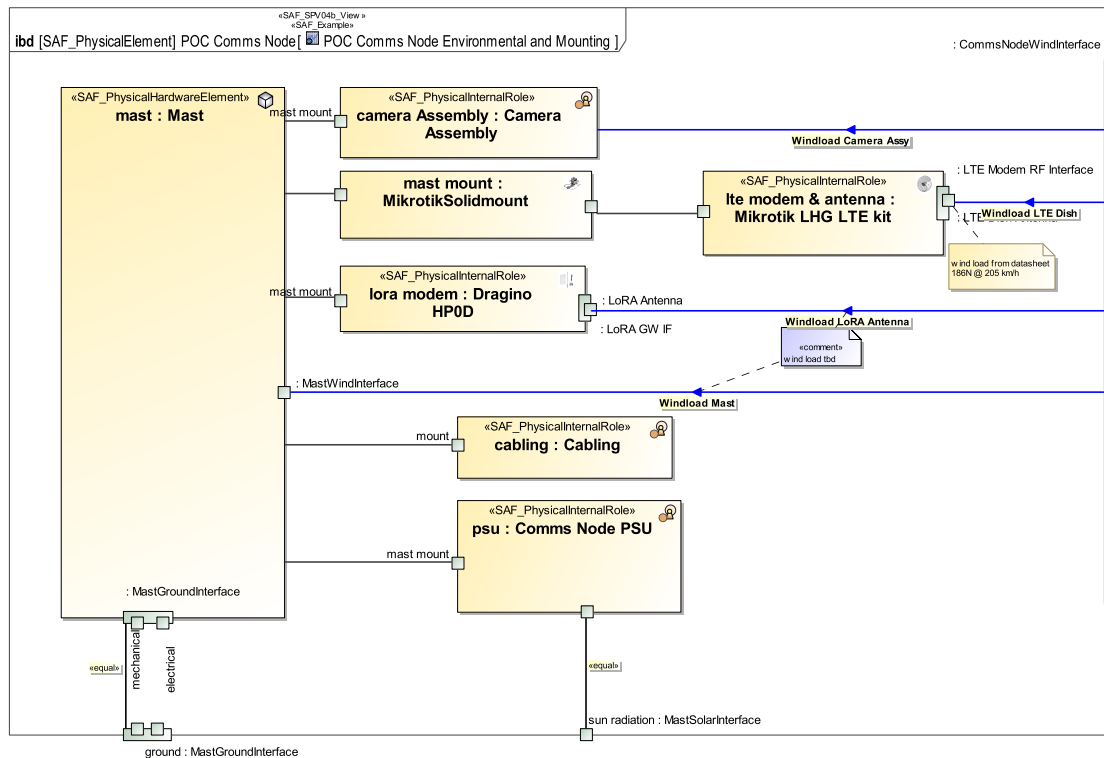 «SAF_SPV04b_View»
«SAF_Example»
ibd [SAF_PhysicalElement] POC Comms Node[ POC Comms Node Environmental and Mounting ]
: CommsNodeWindInterface
«SAF_PhysicalHardwareElement»
mast : Mast
mast mount
«SAF_PhysicalInternalRole»
camera Assembly : Camera
Assembly
Windload Camera Assy
mast mount :
MikrotikSolidmount
«SAF_PhysicalInternalRole»
lte modem & antenna :
Mikrotik LHG LTE kit
: LTE Modem RF Interface
Windload LTE Dish
wind load from datasheet
186N @ 205 km/h
mast mount
«SAF_PhysicalInternalRole»
lora modem : Dragino
HP0D
: LoRA Antenna
: LoRA GW IF
Windload LoRA Antenna
«comment»
wind load tbd
: MastWindInterface
Windload Mast
mount
«SAF_PhysicalInternalRole»
cabling : Cabling
«SAF_PhysicalInternalRole»
psu : Comms Node PSU
mast mount
: MastGroundInterface
mechanical
electrical
«equal»
«equal»
sun radiation : MastSolarInterface
ground : MastGroundInterface